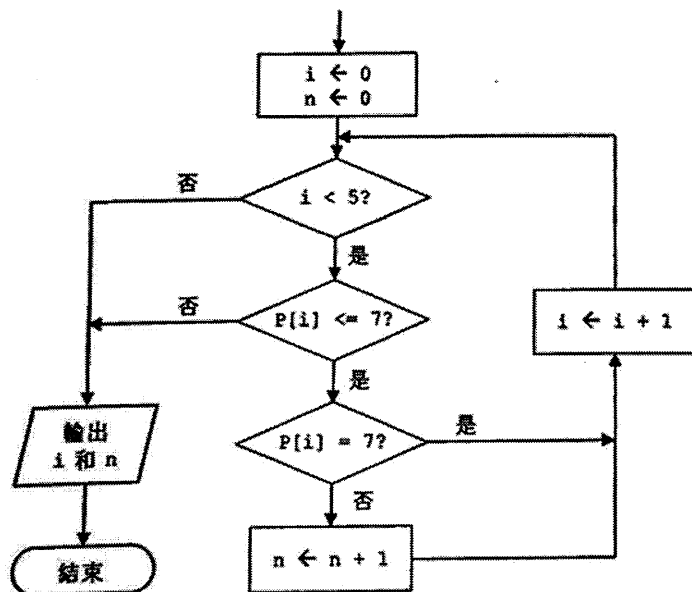 i ← 0
n ← 0
否
i < 5?
是
否
P[i] <= 7?
i ← i + 1
是
輸出
i 和 n
P[i] = 7?
是
否
結束
n ← n + 1